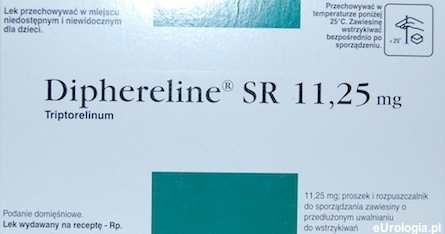 Lek przechowywać w miejscu
niedostępnym i niewidocznym
dla dzieci.
Przechowywać w
temperaturze poniżej
25°C. Zawiesinę
wstrzykiwać
bezpośrednio po
sporządzeniu.
<25°
Diphereline® SR 11,25 mg
Triptorelinum
11,25 mg; proszek i rozpuszczalnik
do sporządzania zawiesiny o
przedłużonym uwalnianiu
do wstrzykiwań
Podanie domięśniowe.
Lek wydawany na receptę - Rp.
eUrologia.pl